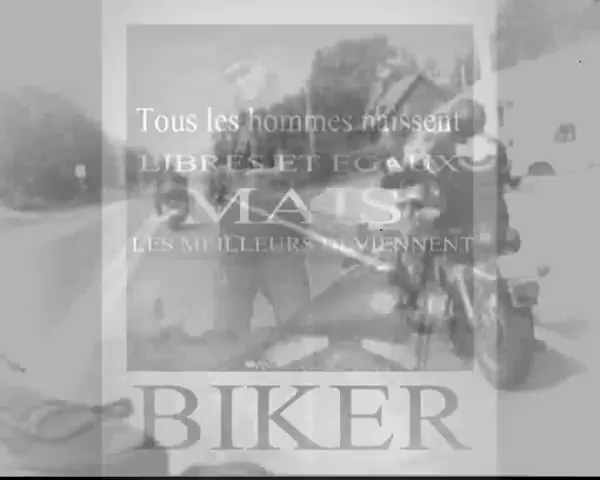 Tous les hommes naissent
LIBRES ET EGAUX
MAIS
LES MEILLEURS DEVIENNENT
BIKER